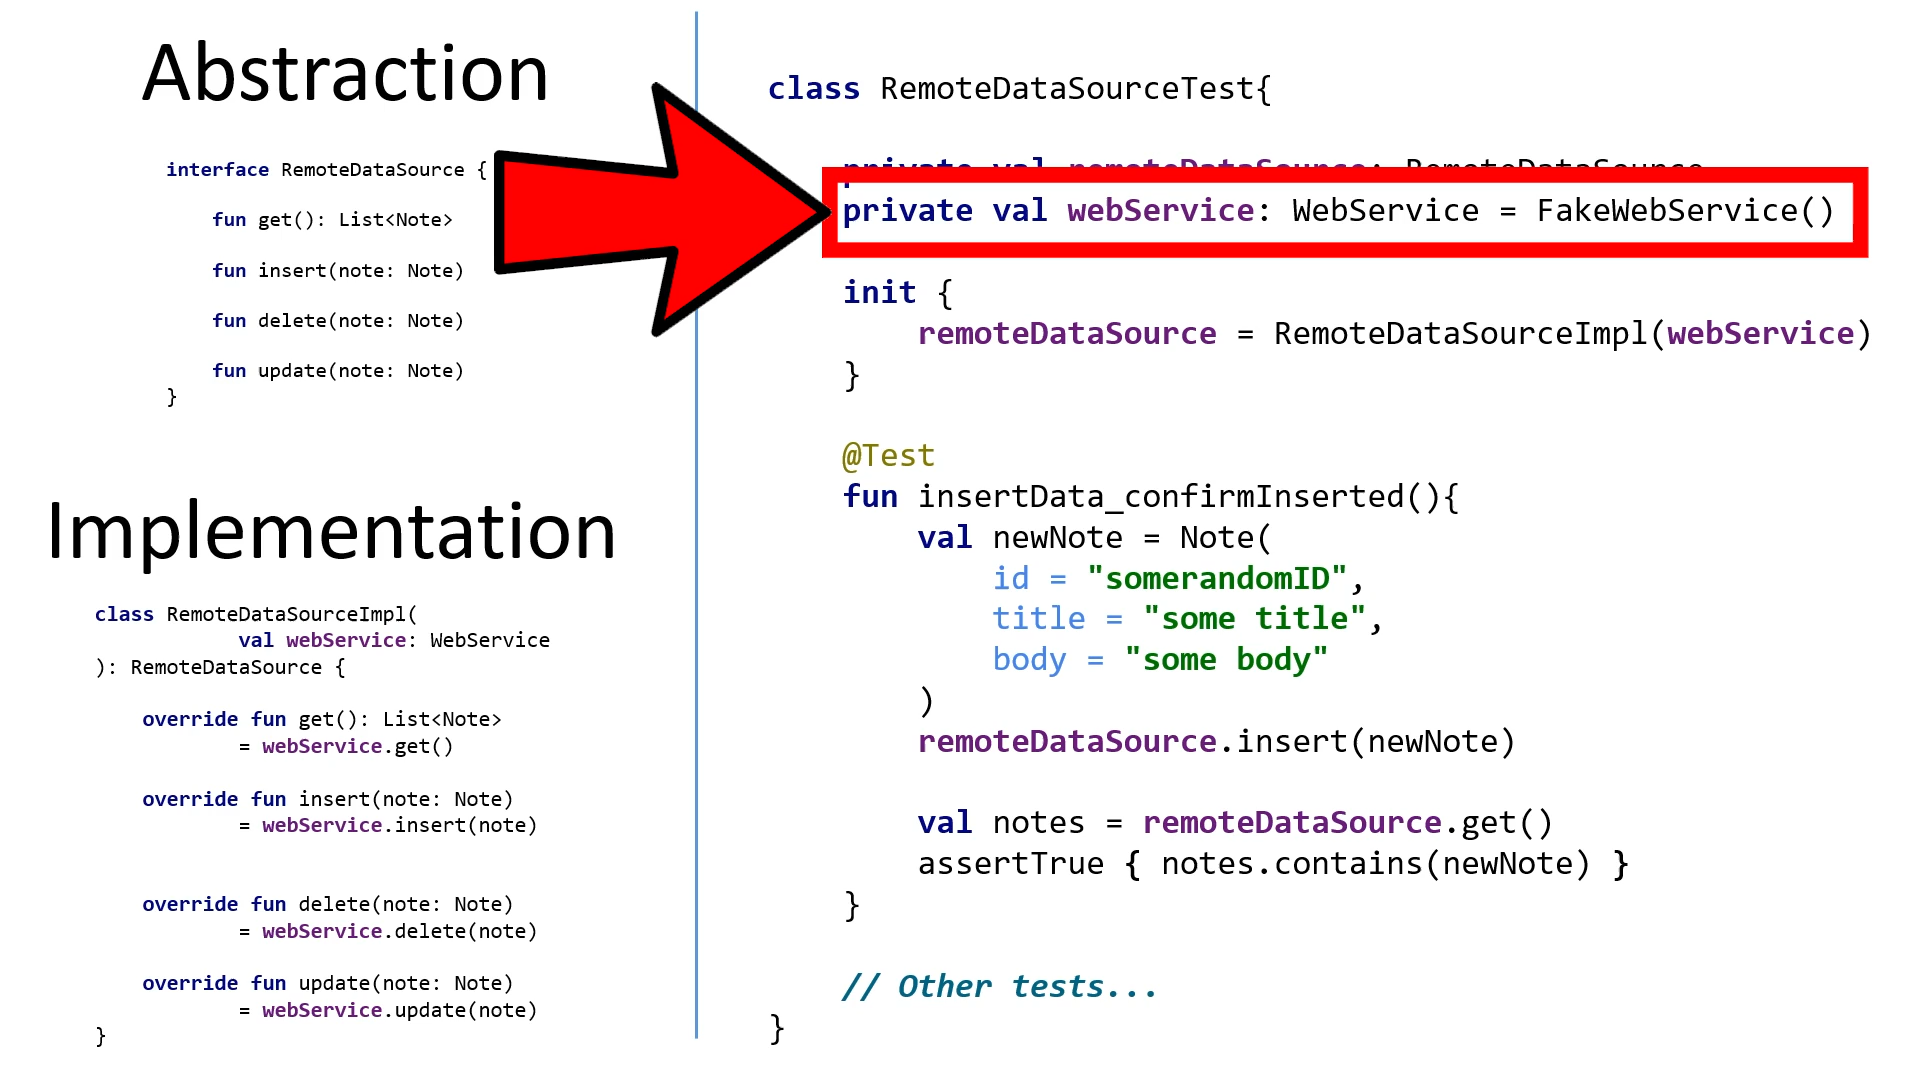 Abstraction
interface RemoteDataSource {
fun get(): List<Note>
fun insert(note: Note)
fun delete(note: Note)
fun update(note: Note)
}
Implementation
class RemoteDataSourceImpl(
val webService: WebService
): RemoteDataSource {
override fun get(): List<Note>
= webService.get()
override fun insert(note: Note)
= webService.insert(note)
override fun delete(note: Note)
= webService.delete(note)
override fun update(note: Note)
= webService.update(note)
}
class RemoteDataSourceTest{
private val remoteDataSource: RemoteDataSource
private val webService: WebService = FakeWebService()
init {
remoteDataSource = RemoteDataSourceImpl(webService)
}
@Test
fun insertData_confirmInserted(){
val newNote = Note(
id = "somerandomID",
title = "some title",
body = "some body"
)
remoteDataSource.insert(newNote)
val notes = remoteDataSource.get()
assertTrue { notes.contains(newNote) }
}
// Other tests...
}